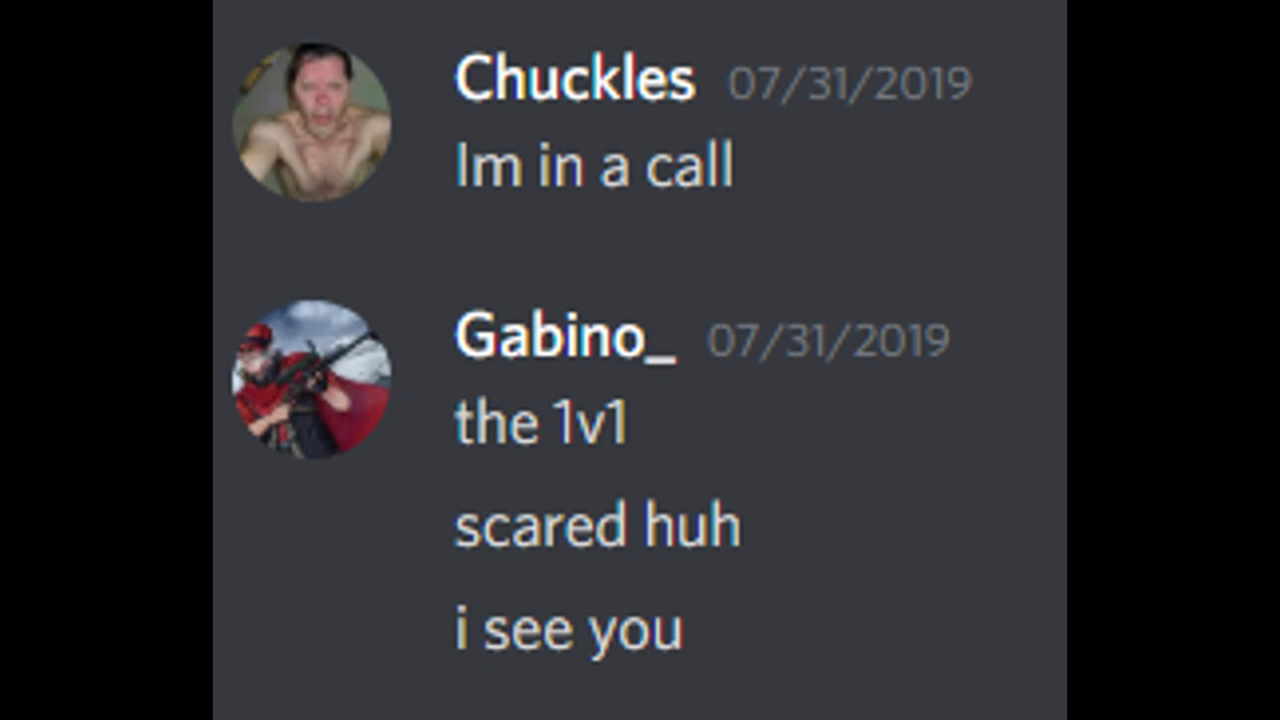 Chuckles 07/31/2019
Im in a call
Gabino_ 07/31/2019
the 1v1
scared huh
i see you